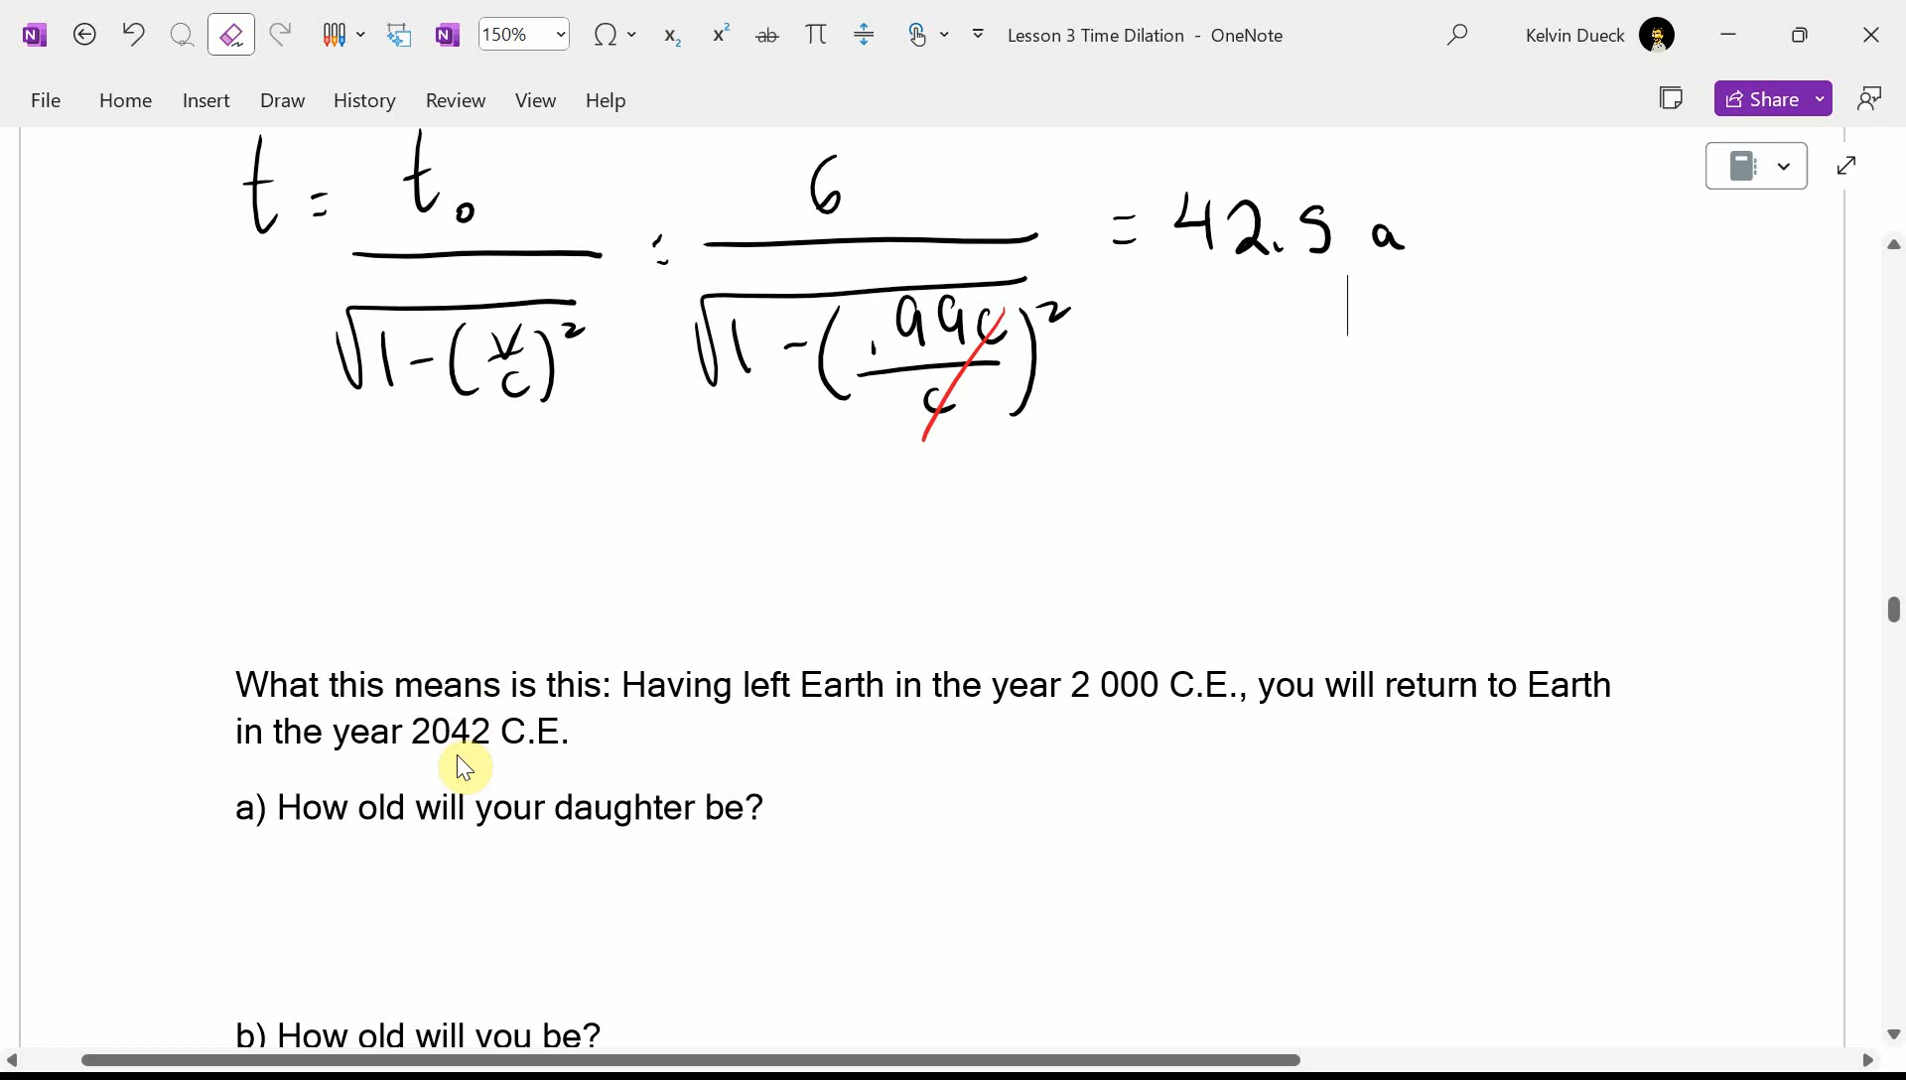 150%
Lesson 3 Time Dilation - OneNote
Kelvin Dueck
File Home Insert Draw History Review View Help
Share
t = t₀ / √1 - (v/c)² = 6 / √1 - (.99c/c)² = 42.5 a
What this means is this: Having left Earth in the year 2 000 C.E., you will return to Earth
in the year 2042 C.E.
a) How old will your daughter be?
b) How old will you be?